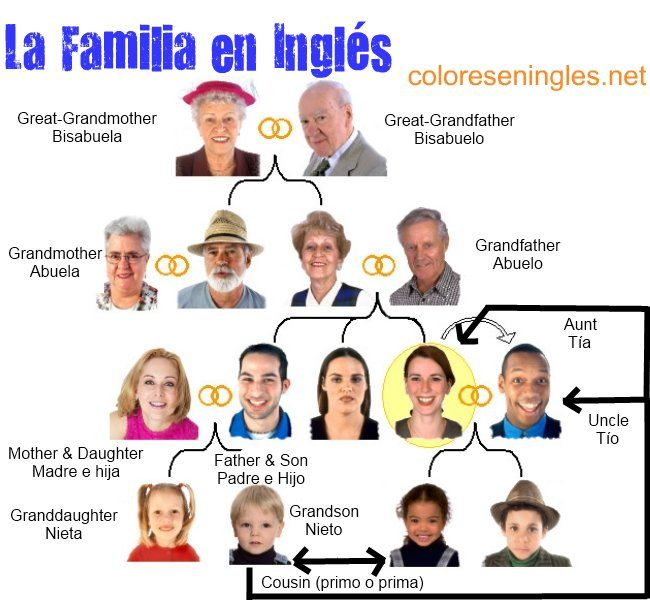 La Familia en Inglés
coloreseningles.net
Great-Grandmother
Bisabuela
Great-Grandfather
Bisabuelo
Grandmother
Abuela
Grandfather
Abuelo
Aunt
Tía
Uncle
Tío
Mother & Daughter
Madre e hija
Father & Son
Padre e Hijo
Granddaughter
Nieta
Grandson
Nieto
Cousin (primo o prima)